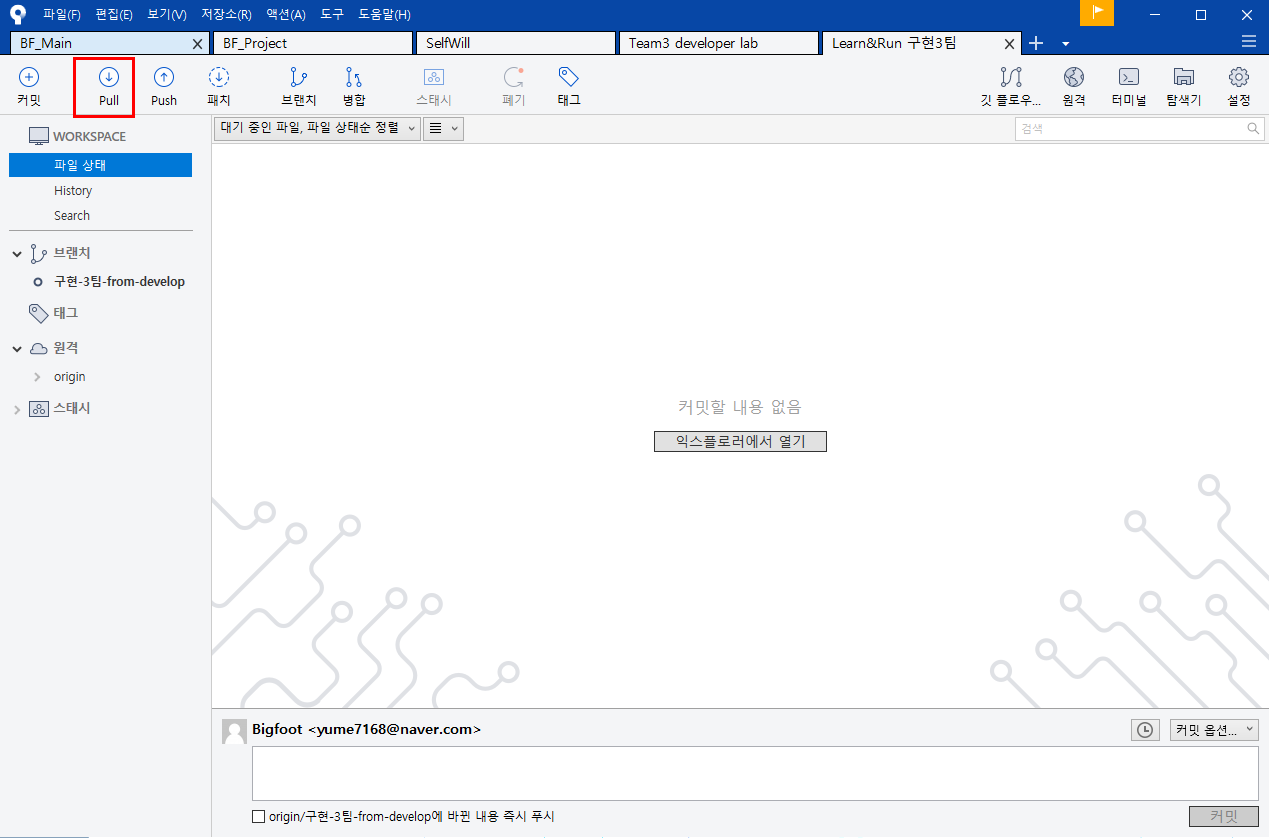 파일(F) 편집(E) 보기(V) 저장소(R) 액션(A) 도구 도움말(H)
BF_Main BF_Project SelfWill Team3 developer lab Learn&Run 구현3팀
커밋 Pull Push 패치 브랜치 병합 스태시 폐기 태그 깃 플로우... 원격 터미널 탐색기 설정
WORKSPACE
파일 상태
History
Search
브랜치
구현-3팀-from-develop
태그
원격
origin
스태시
대기 중인 파일, 파일 상태순 정렬
검색
커밋할 내용 없음
익스플로러에서 열기
Bigfoot <yume7168@naver.com>
커밋 옵션...
origin/구현-3팀-from-develop에 바뀐 내용 즉시 푸시
커밋